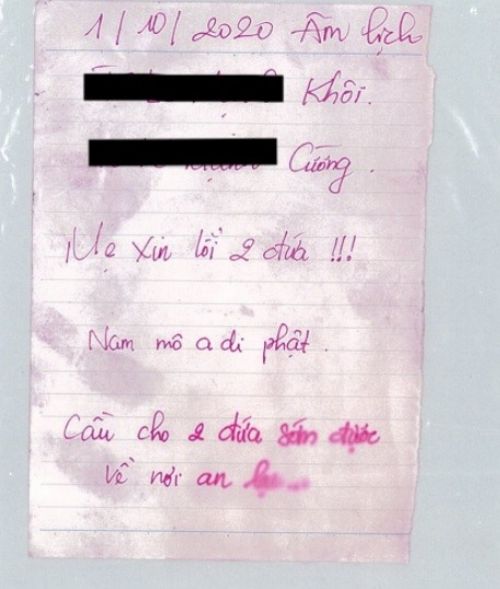 1/10/2020 Âm lịch
Khôi.
Cường.
Mẹ xin lỗi 2 đứa !!!
Nam mô a di phật.
Cầu cho 2 đứa sớm được
về nơi an